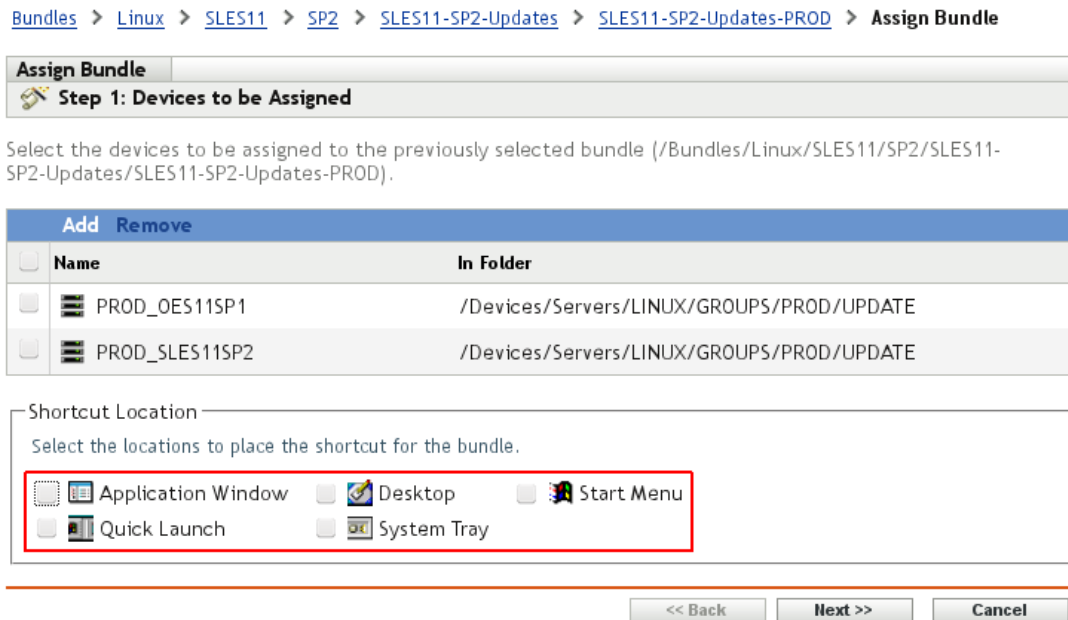 Bundles > Linux > SLES11 > SP2 > SLES11-SP2-Updates > SLES11-SP2-Updates-PROD > Assign Bundle
Assign Bundle
Step 1: Devices to be Assigned
Select the devices to be assigned to the previously selected bundle (/Bundles/Linux/SLES11/SP2/SLES11-
SP2-Updates/SLES11-SP2-Updates-PROD).
Add Remove
Name In Folder
PROD_OES11SP1 /Devices/Servers/LINUX/GROUPS/PROD/UPDATE
PROD_SLES11SP2 /Devices/Servers/LINUX/GROUPS/PROD/UPDATE
Shortcut Location
Select the locations to place the shortcut for the bundle.
Application Window Desktop Start Menu
Quick Launch System Tray
<< Back Next >> Cancel